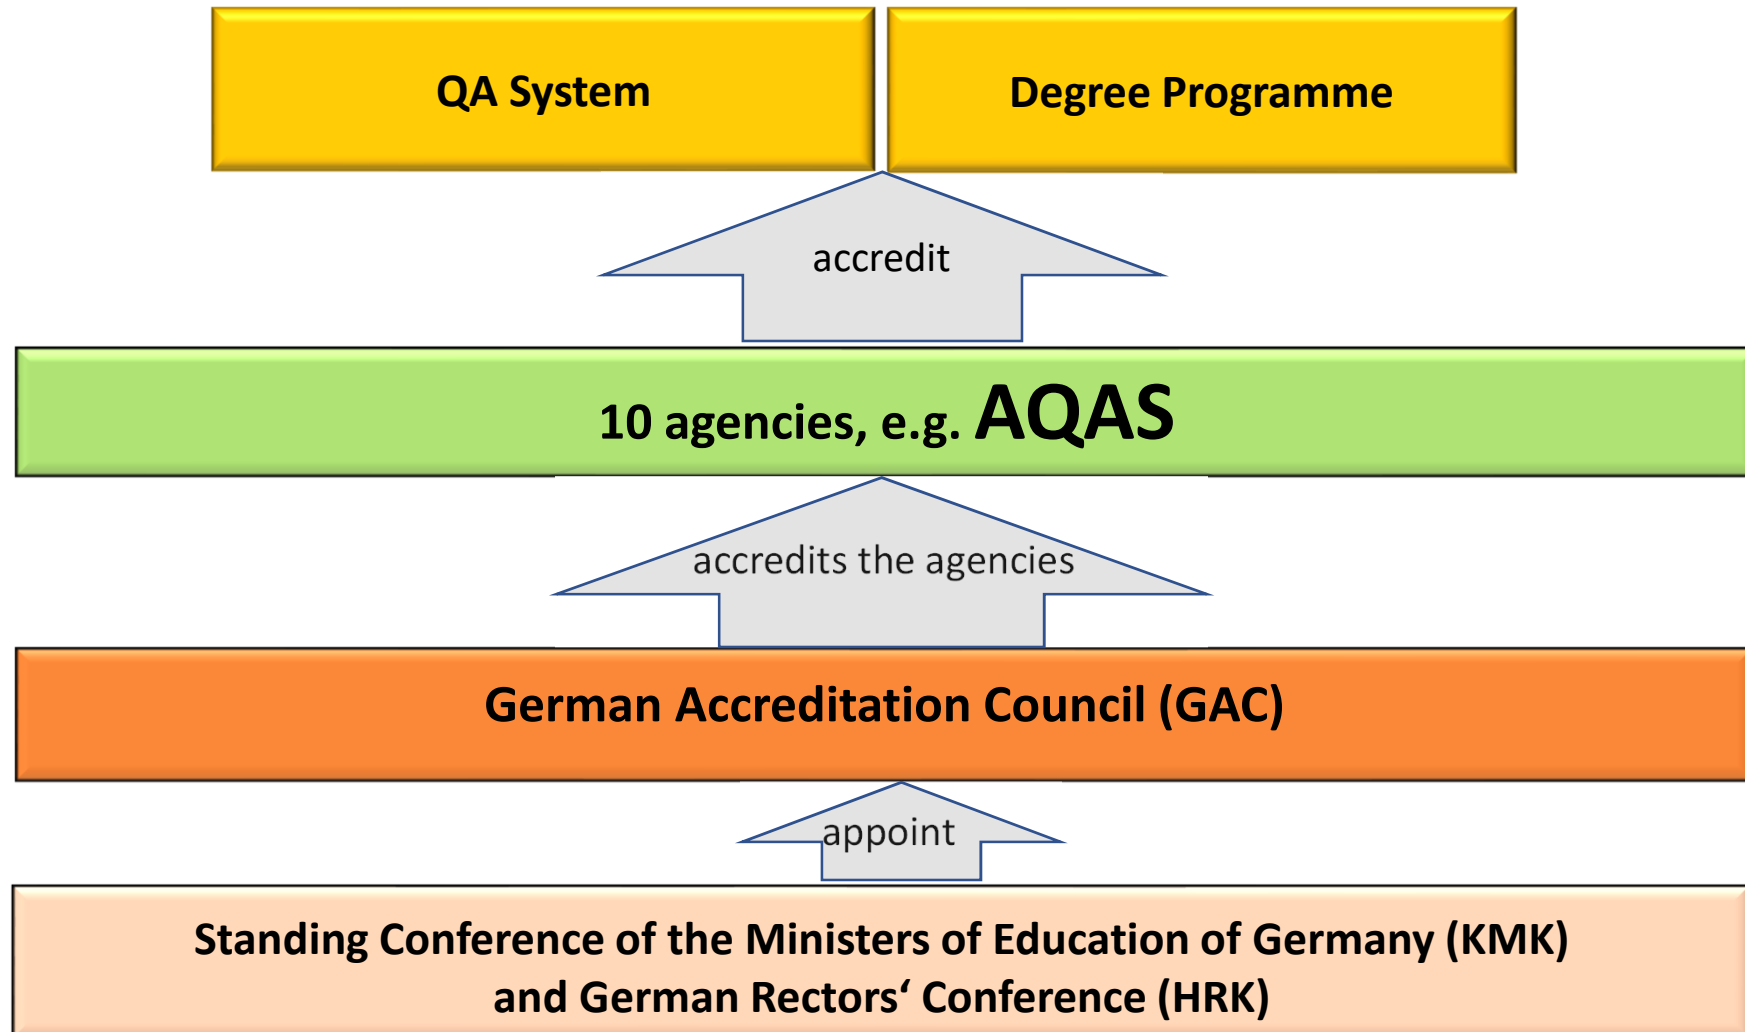 QA System
Degree Programme
accredit
10 agencies, e.g. AQAS
accredits the agencies
German Accreditation Council (GAC)
appoint
Standing Conference of the Ministers of Education of Germany (KMK)
and German Rectors‘ Conference (HRK)